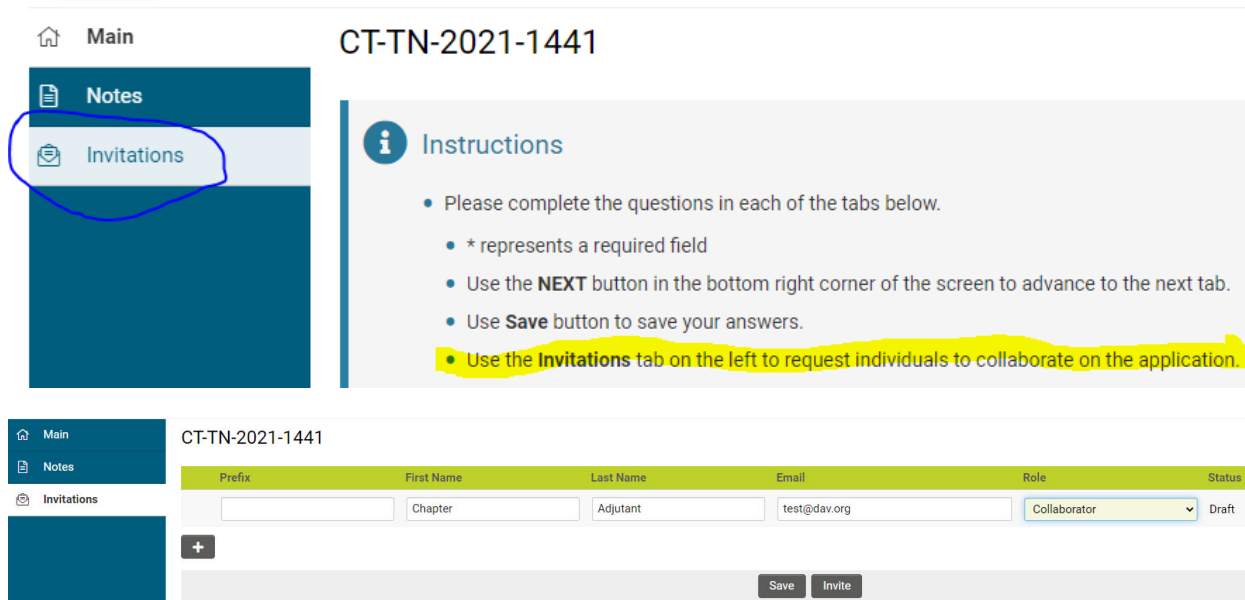 Main
CT-TN-2021-1441
Notes
Invitations
Instructions
Please complete the questions in each of the tabs below.
* represents a required field
Use the NEXT button in the bottom right corner of the screen to advance to the next tab.
Use Save button to save your answers.
Use the Invitations tab on the left to request individuals to collaborate on the application.
Main
Notes
Invitations
CT-TN-2021-1441
Prefix First Name Last Name Email Role Status
Chapter Adjutant test@dav.org Collaborator Draft
+
Save Invite